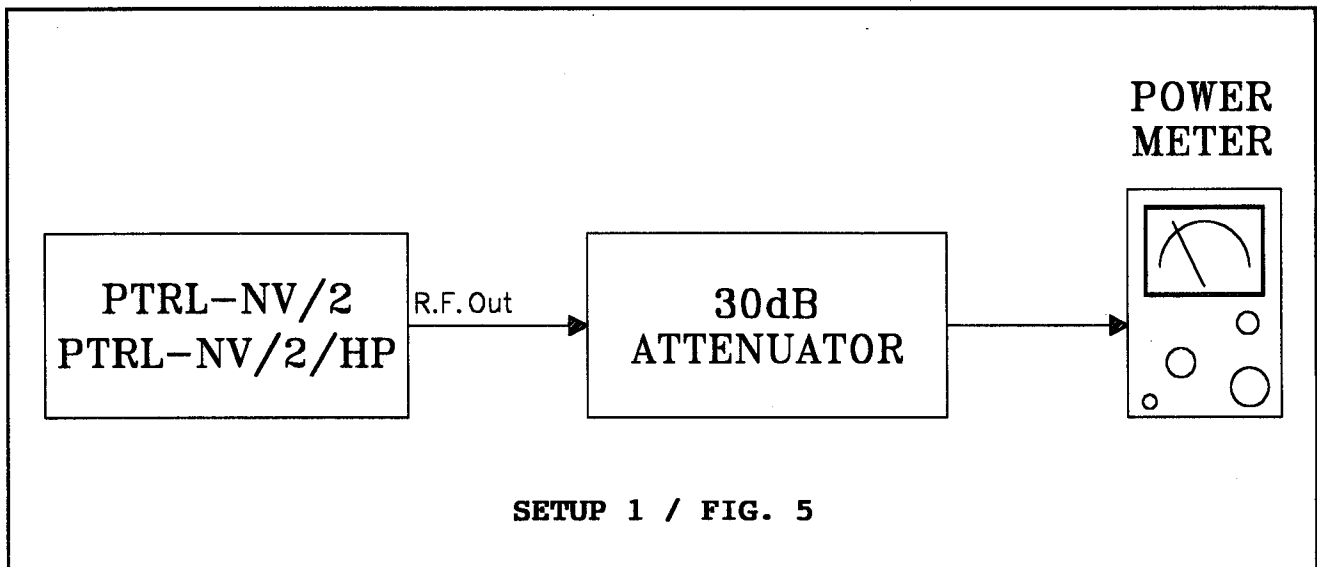 POWER
METER
PTRL-NV/2
PTRL-NV/2/HP
R.F. Out
30dB
ATTENUATOR
SETUP 1 / FIG. 5